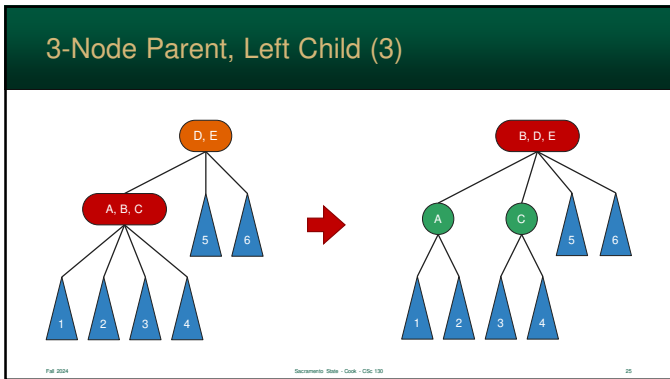 3-Node Parent, Left Child (3)
D, E
B, D, E
A, B, C
A
C
5
6
5
6
1
2
3
4
1
2
3
4
Fall 2024
Sacramento State - Cook - CSc 130
25